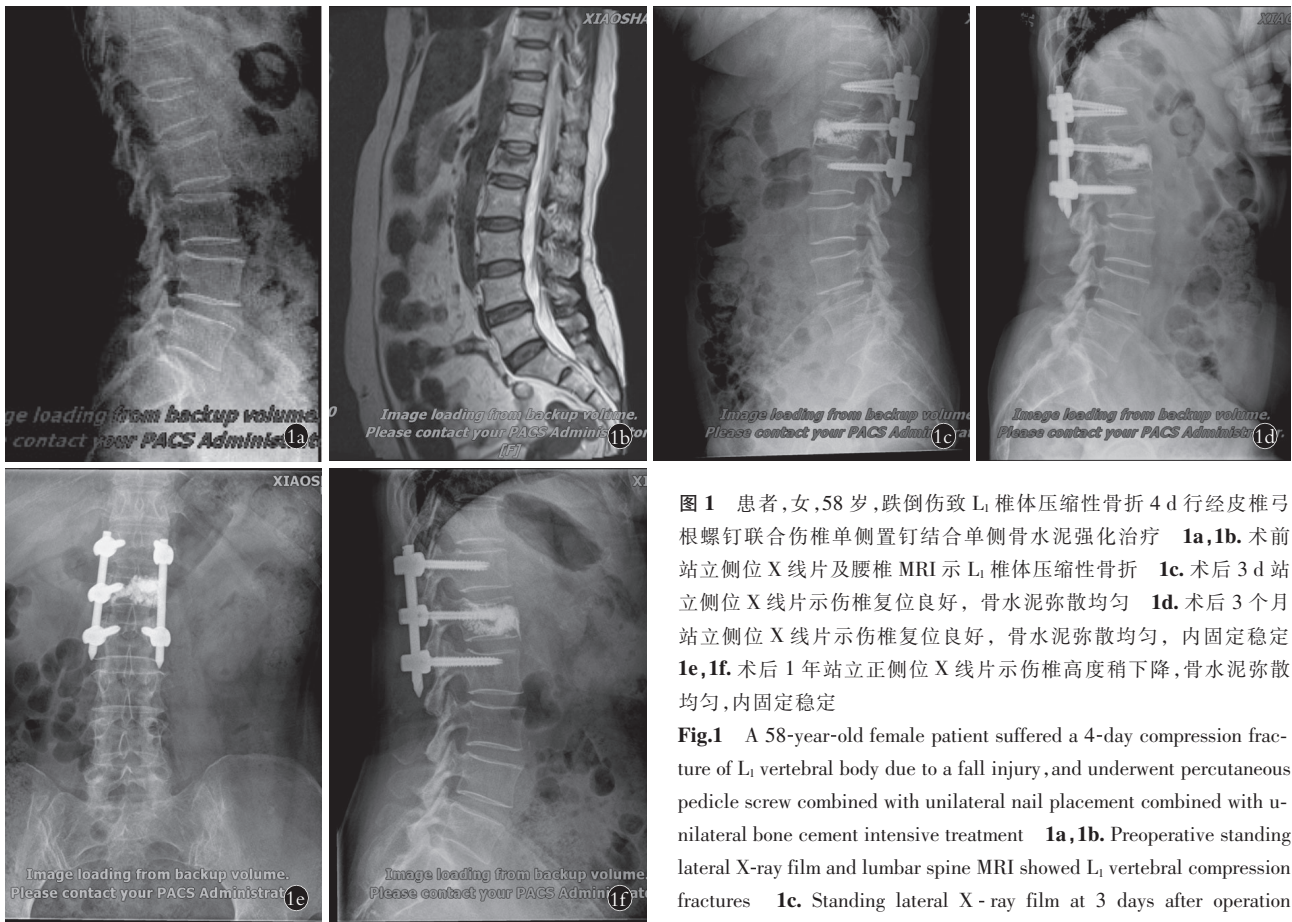 XIAOSHA
XIAO
ge loading from backup volume.
contact your PACS Administra
1a
Image loading from backup volume.
Please contact your PACS Administrator
[F]
1b
Image loading from backup volume
Please contact your PACS Administrat
1c
Image loading from backup volume.
Please contact your PACS Administrator.
1d
XIAOS
XI
Image loading from backup volume.
Please contact your PACS Administrat
1e
Image loading from backup volume.
Please contact your PACS Administrato
1f
图 1 患者,女,58 岁,跌倒伤致 L₁ 椎体压缩性骨折 4 d 行经皮椎弓
根螺钉联合伤椎单侧置钉结合单侧骨水泥强化治疗 1a,1b. 术前
站立侧位 X 线片及腰椎 MRI 示 L₁ 椎体压缩性骨折 1c. 术后 3 d 站
立侧位 X 线片示伤椎复位良好，骨水泥弥散均匀 1d. 术后 3 个月
站立侧位 X 线片示伤椎复位良好，骨水泥弥散均匀，内固定稳定
1e,1f. 术后 1 年站立正侧位 X 线片示伤椎高度稍下降,骨水泥弥散
均匀,内固定稳定
Fig.1 A 58-year-old female patient suffered a 4-day compression frac-
ture of L₁ vertebral body due to a fall injury,and underwent percutaneous
pedicle screw combined with unilateral nail placement combined with u-
nilateral bone cement intensive treatment 1a,1b. Preoperative standing
lateral X-ray film and lumbar spine MRI showed L₁ vertebral compression
fractures 1c. Standing lateral X-ray film at 3 days after operation